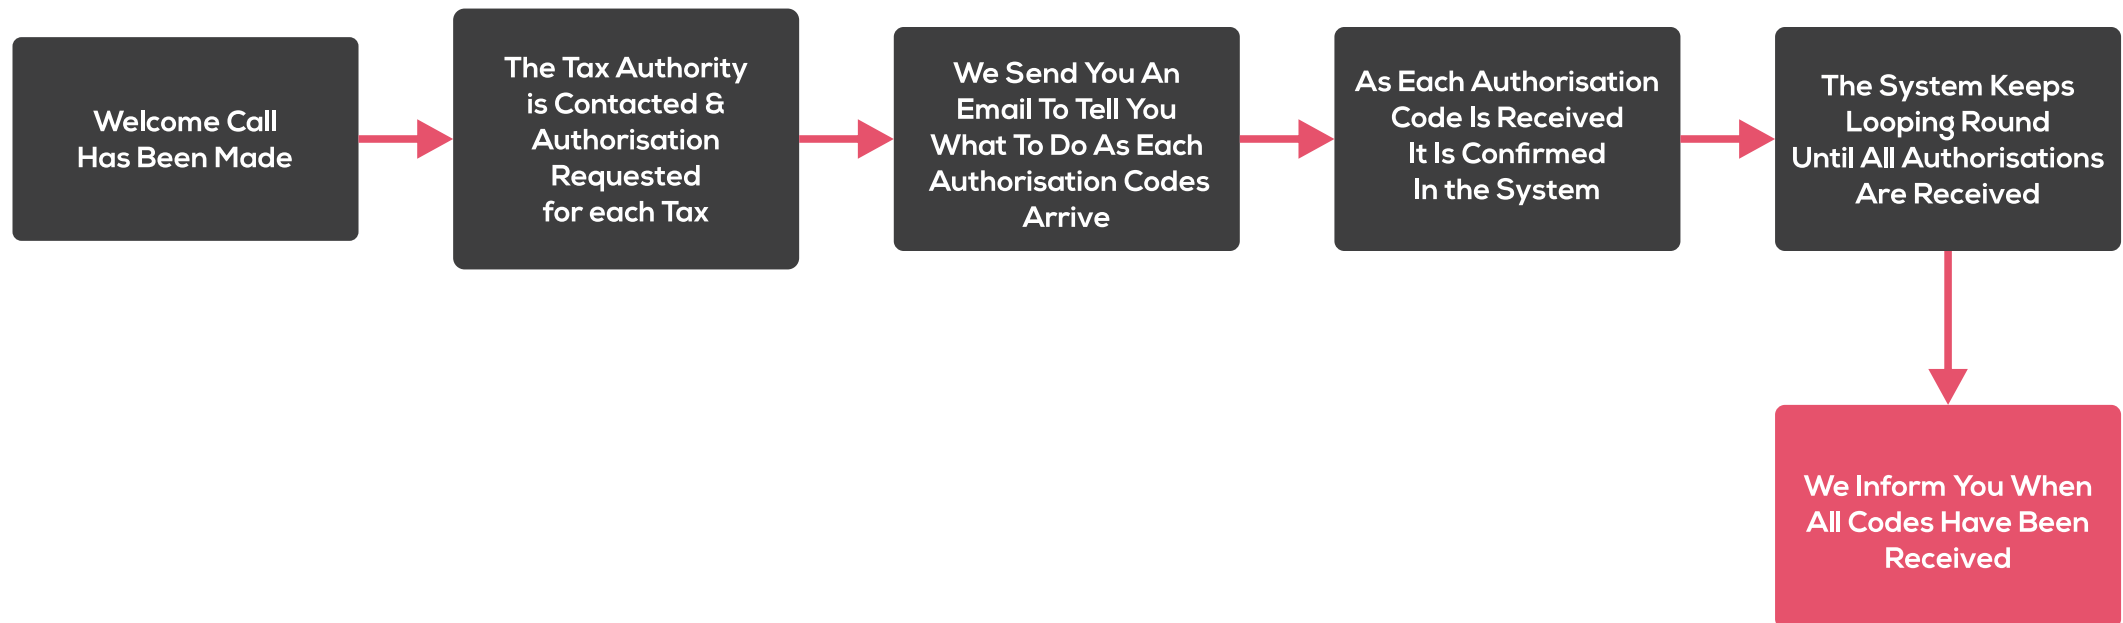 Welcome Call
Has Been Made
The Tax Authority
is Contacted &
Authorisation
Requested
for each Tax
We Send You An
Email To Tell You
What To Do As Each
Authorisation Codes
Arrive
As Each Authorisation
Code Is Received
It Is Confirmed
In the System
The System Keeps
Looping Round
Until All Authorisations
Are Received
We Inform You When
All Codes Have Been
Received